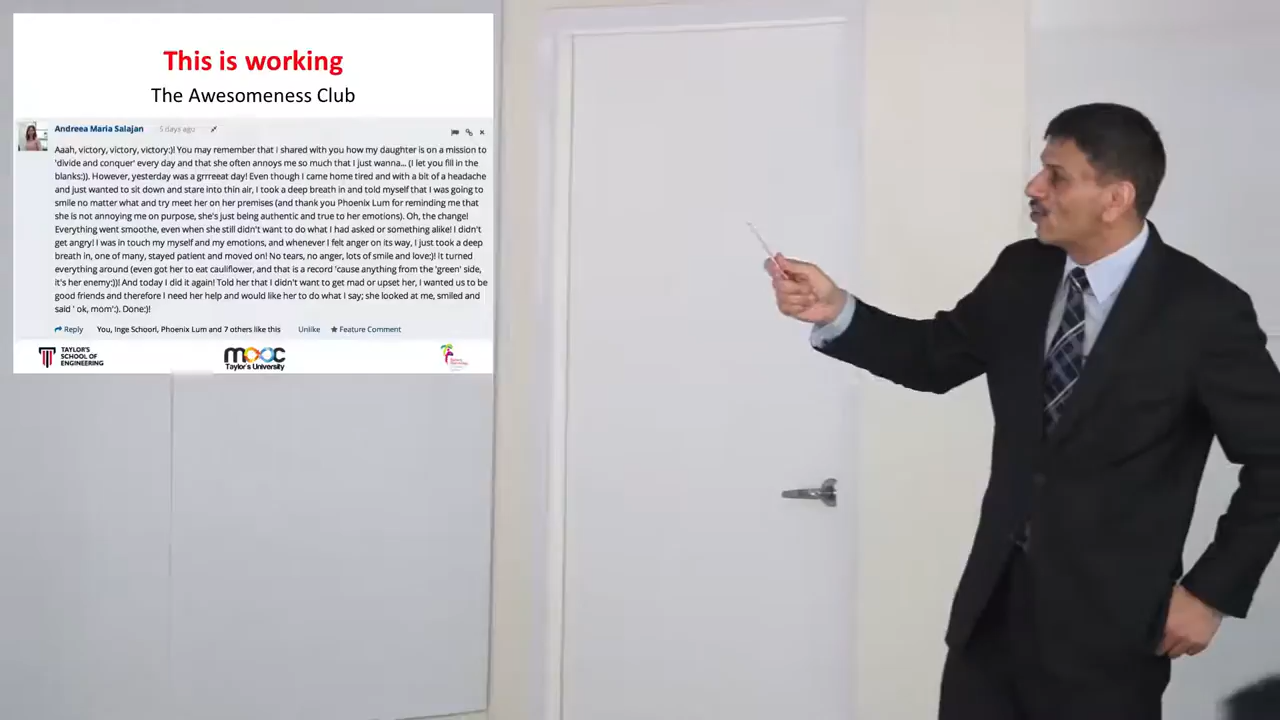 This is working
The Awesomeness Club
Andreea Maria Salajan 5 days ago
Aaah, victory, victory, victory:)! You may remember that I shared with you how my daughter is on a mission to
'divide and conquer' every day and that she often annoys me so much that I just wanna... (I let you fill in the
blanks:)). However, yesterday was a grrreeat day! Even though I came home tired and with a bit of a headache
and just wanted to sit down and stare into thin air, I took a deep breath in and told myself that I was going to
smile no matter what and try meet her on her premises (and thank you Phoenix Lum for reminding me that
she is not annoying me on purpose, she's just being authentic and true to her emotions). Oh, the change!
Everything went smoothe, even when she still didn't want to do what I had asked or something alike! I didn't
get angry! I was in touch my myself and my emotions, and whenever I felt anger on its way, I just took a deep
breath in, one of many, stayed patient and moved on! No tears, no anger, lots of smile and love:)! It turned
everything around (even got her to eat cauliflower, and that is a record 'cause anything from the 'green' side,
it's her enemy:))! And today I did it again! Told her that I didn't want to get mad or upset her, I wanted us to be
good friends and therefore I need her help and would like her to do what I say; she looked at me, smiled and
said ' ok, mom':). Done:)!
Reply You, Inge Schoorl, Phoenix Lum and 7 others like this Unlike Feature Comment
TAYLOR'S
SCHOOL OF
ENGINEERING
mooc
Taylor's University